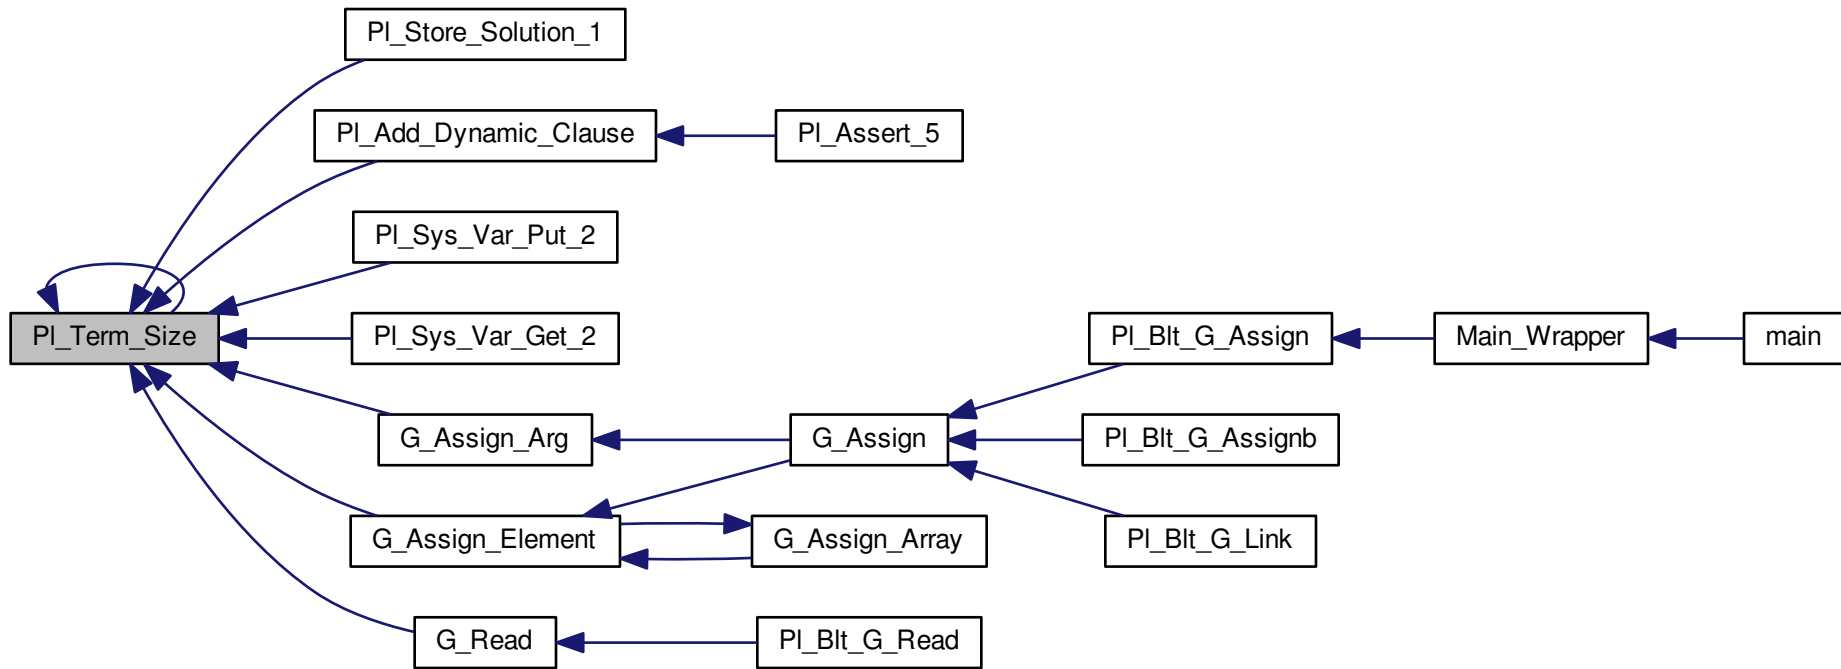 Pl_Store_Solution_1
Pl_Add_Dynamic_Clause
Pl_Assert_5
Pl_Sys_Var_Put_2
Pl_Term_Size
Pl_Sys_Var_Get_2
Pl_Blt_G_Assign
Main_Wrapper
main
G_Assign_Arg
G_Assign
Pl_Blt_G_Assignb
G_Assign_Element
G_Assign_Array
Pl_Blt_G_Link
G_Read
Pl_Blt_G_Read